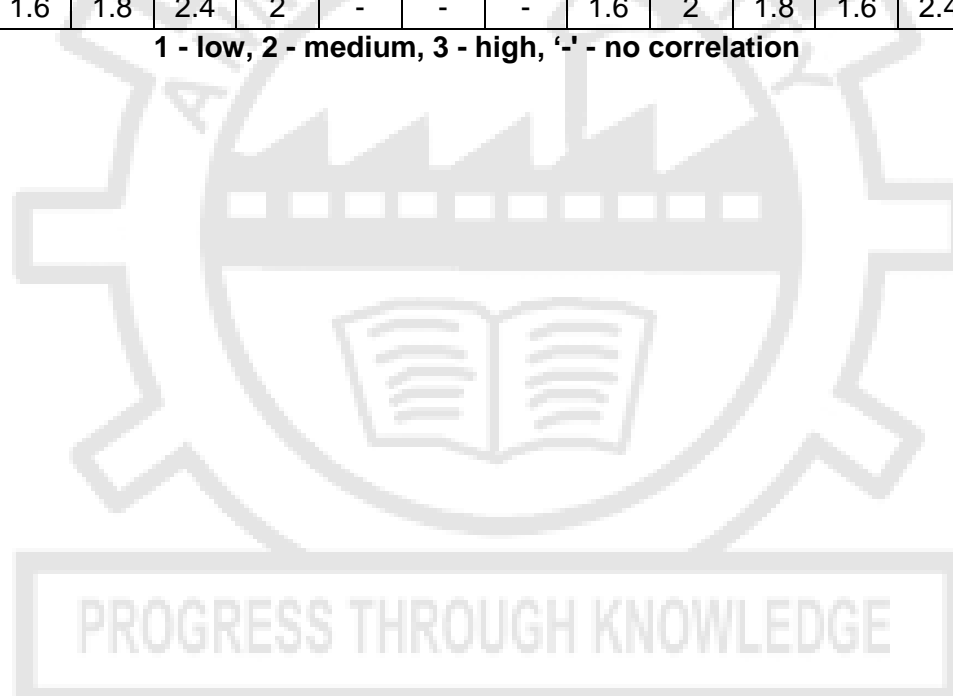 1.6 1.8 2.4 2 - - - 1.6 2 1.8 1.6 2.4
1 - low, 2 - medium, 3 - high, ‘-' - no correlation
PROGRESS THROUGH KNOWLEDGE